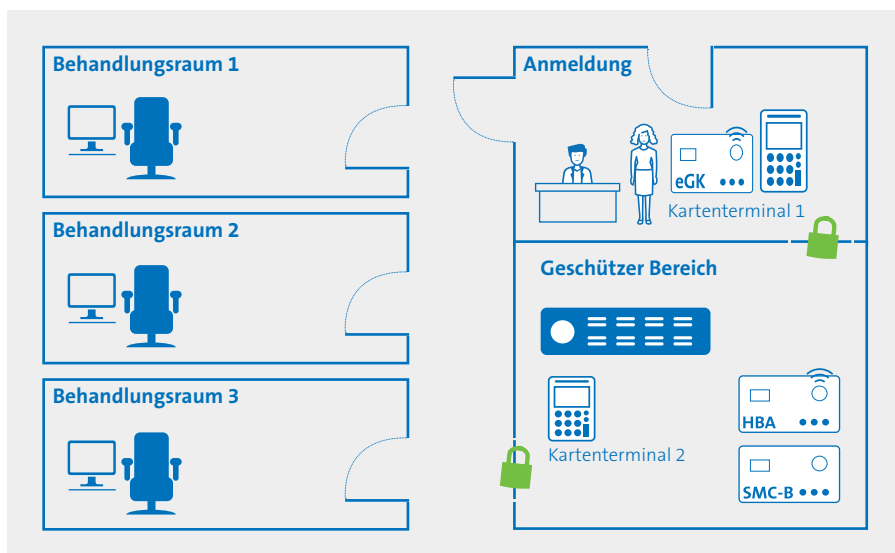 Behandlungsraum 1
Behandlungsraum 2
Behandlungsraum 3
Anmeldung
eGK
Kartenterminal 1
Geschützer Bereich
Kartenterminal 2
HBA
SMC-B